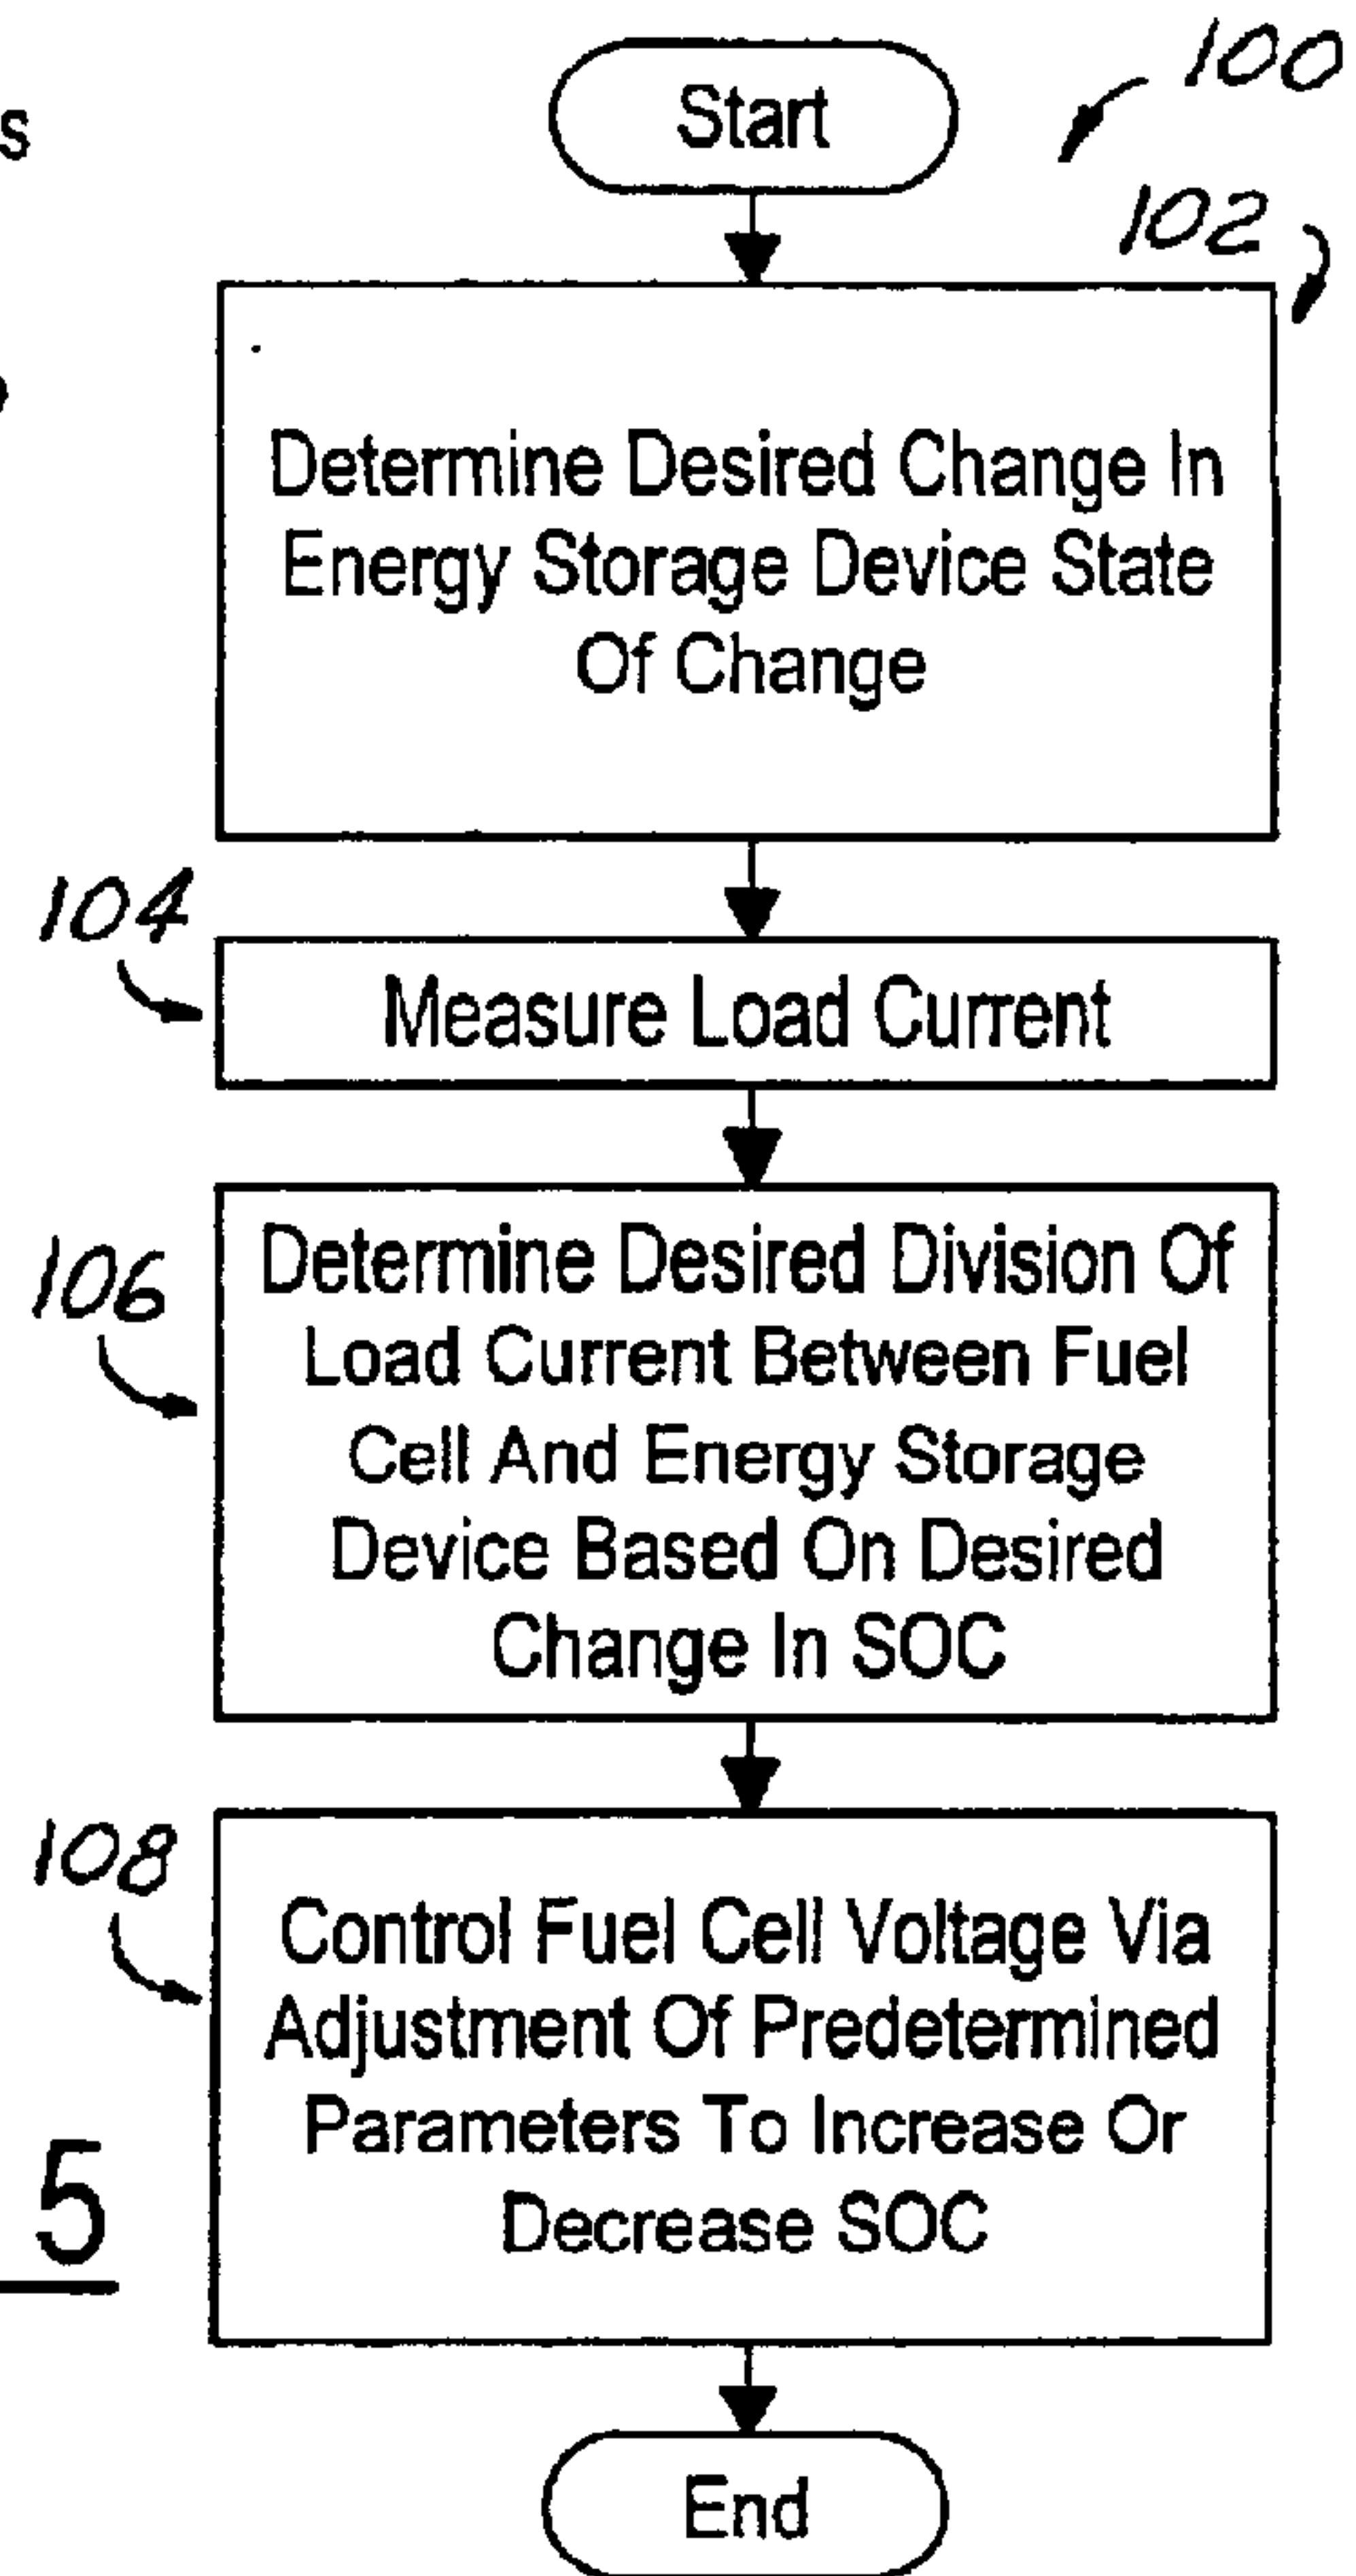 s
Start
100
102
Determine Desired Change In
Energy Storage Device State
Of Change
104
Measure Load Current
106
Determine Desired Division Of
Load Current Between Fuel
Cell And Energy Storage
Device Based On Desired
Change In SOC
108
Control Fuel Cell Voltage Via
Adjustment Of Predetermined
Parameters To Increase Or
Decrease SOC
5
End